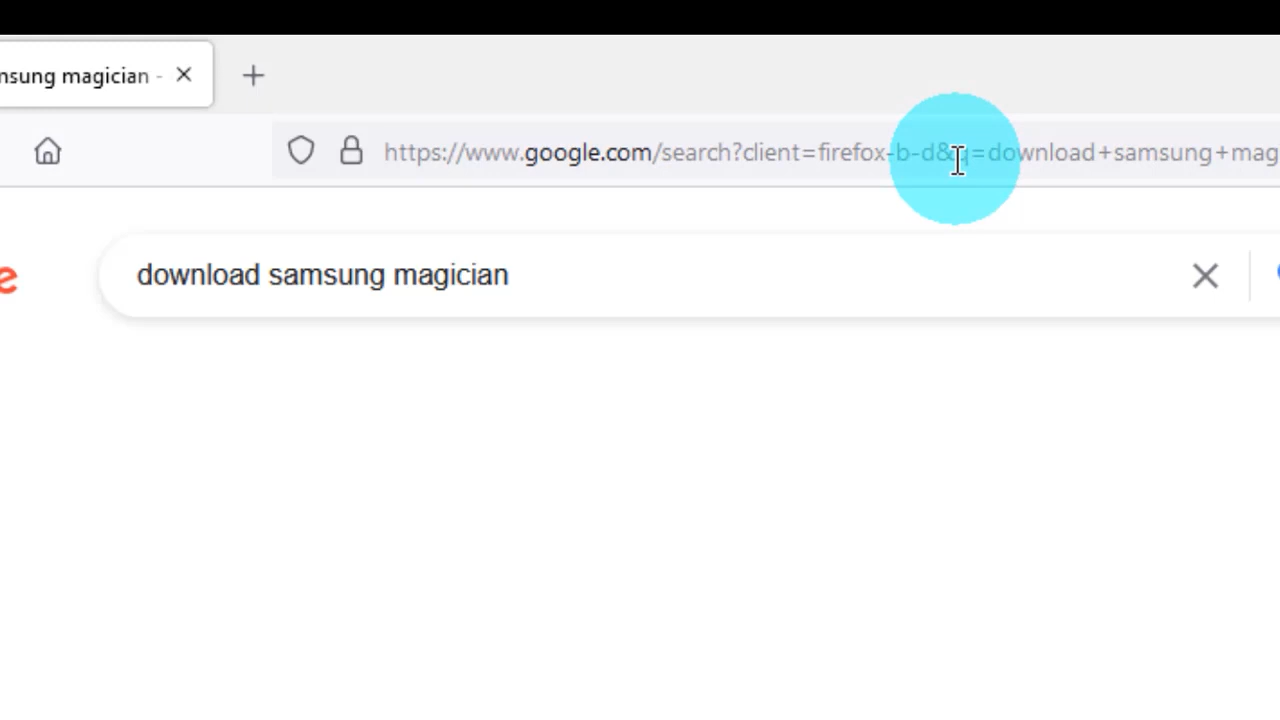 nsung magician -
https://www.google.com/search?client=firefox-b-d&q=download+samsung+mag
e
download samsung magician